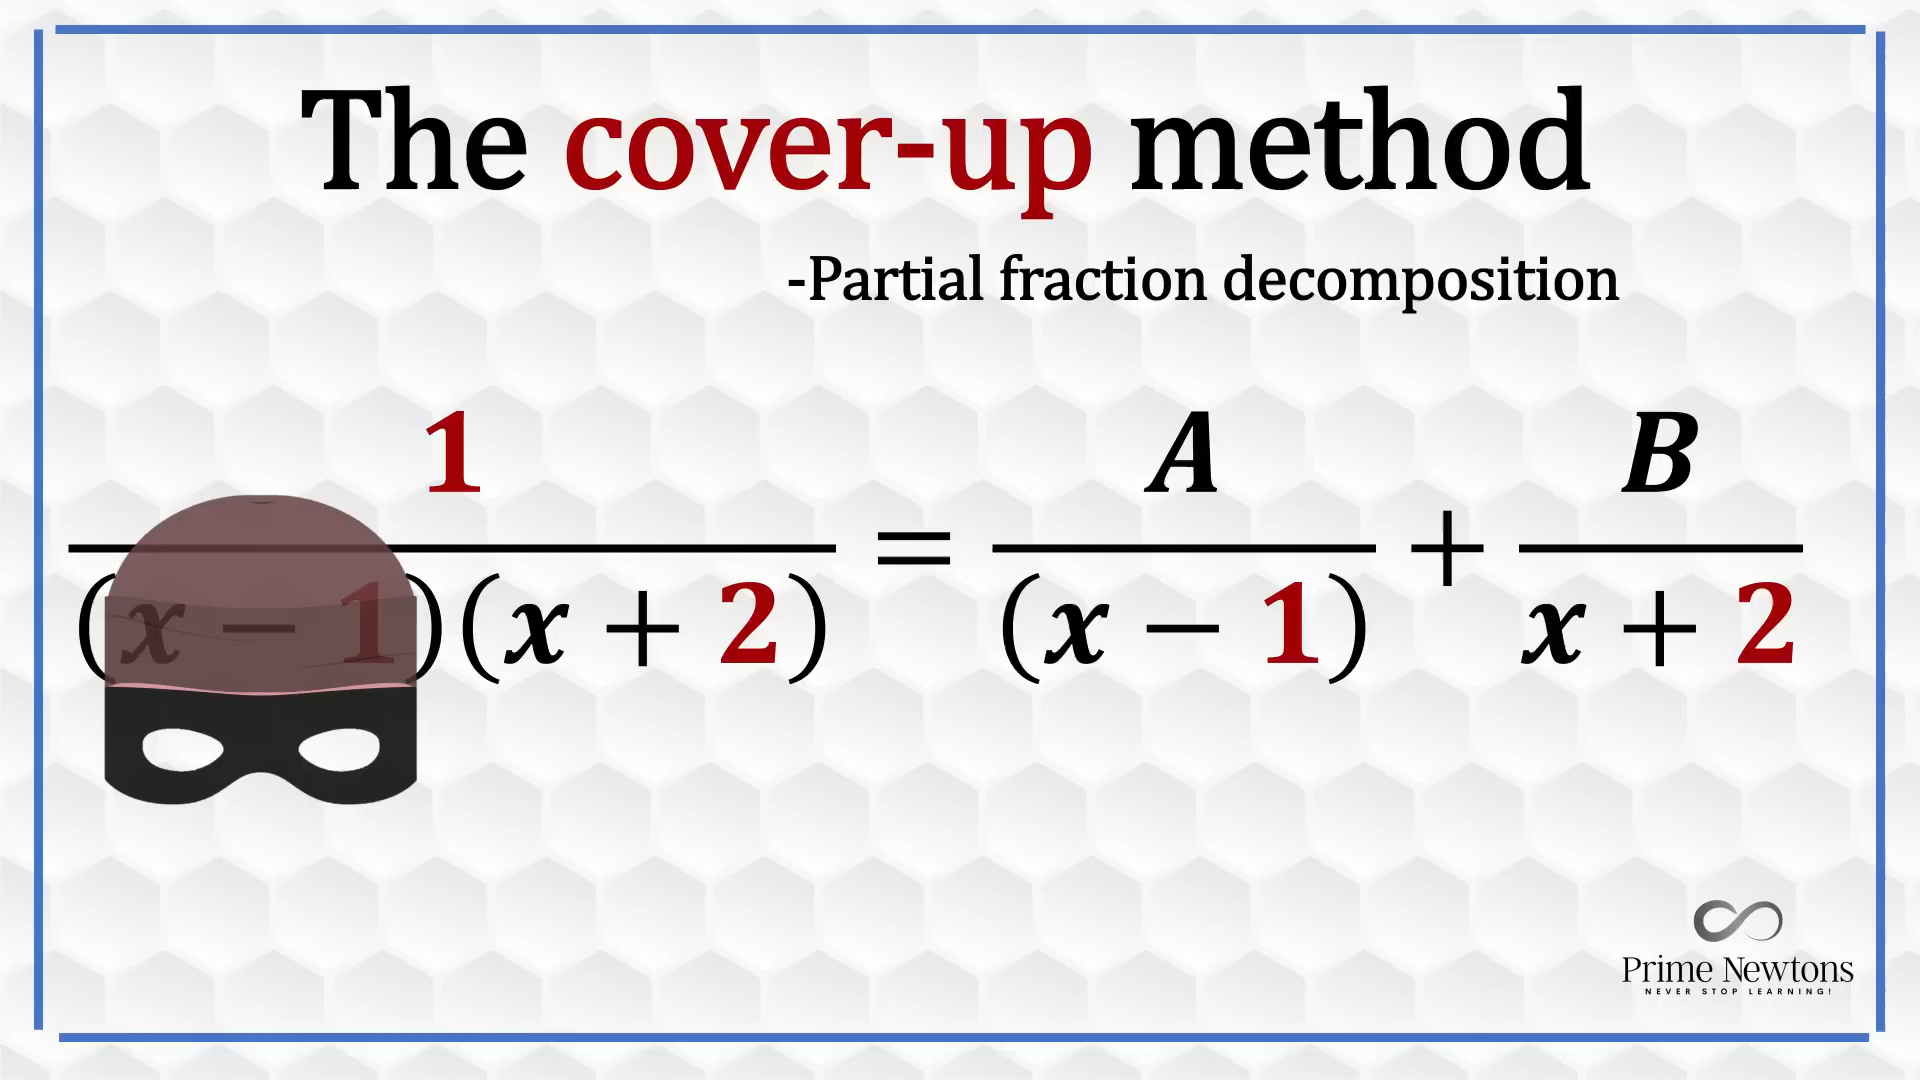 The cover-up method
-Partial fraction decomposition
1 A B
(x − 1)(x + 2) = (x − 1) + x + 2
Prime Newtons
NEVER STOP LEARNING!